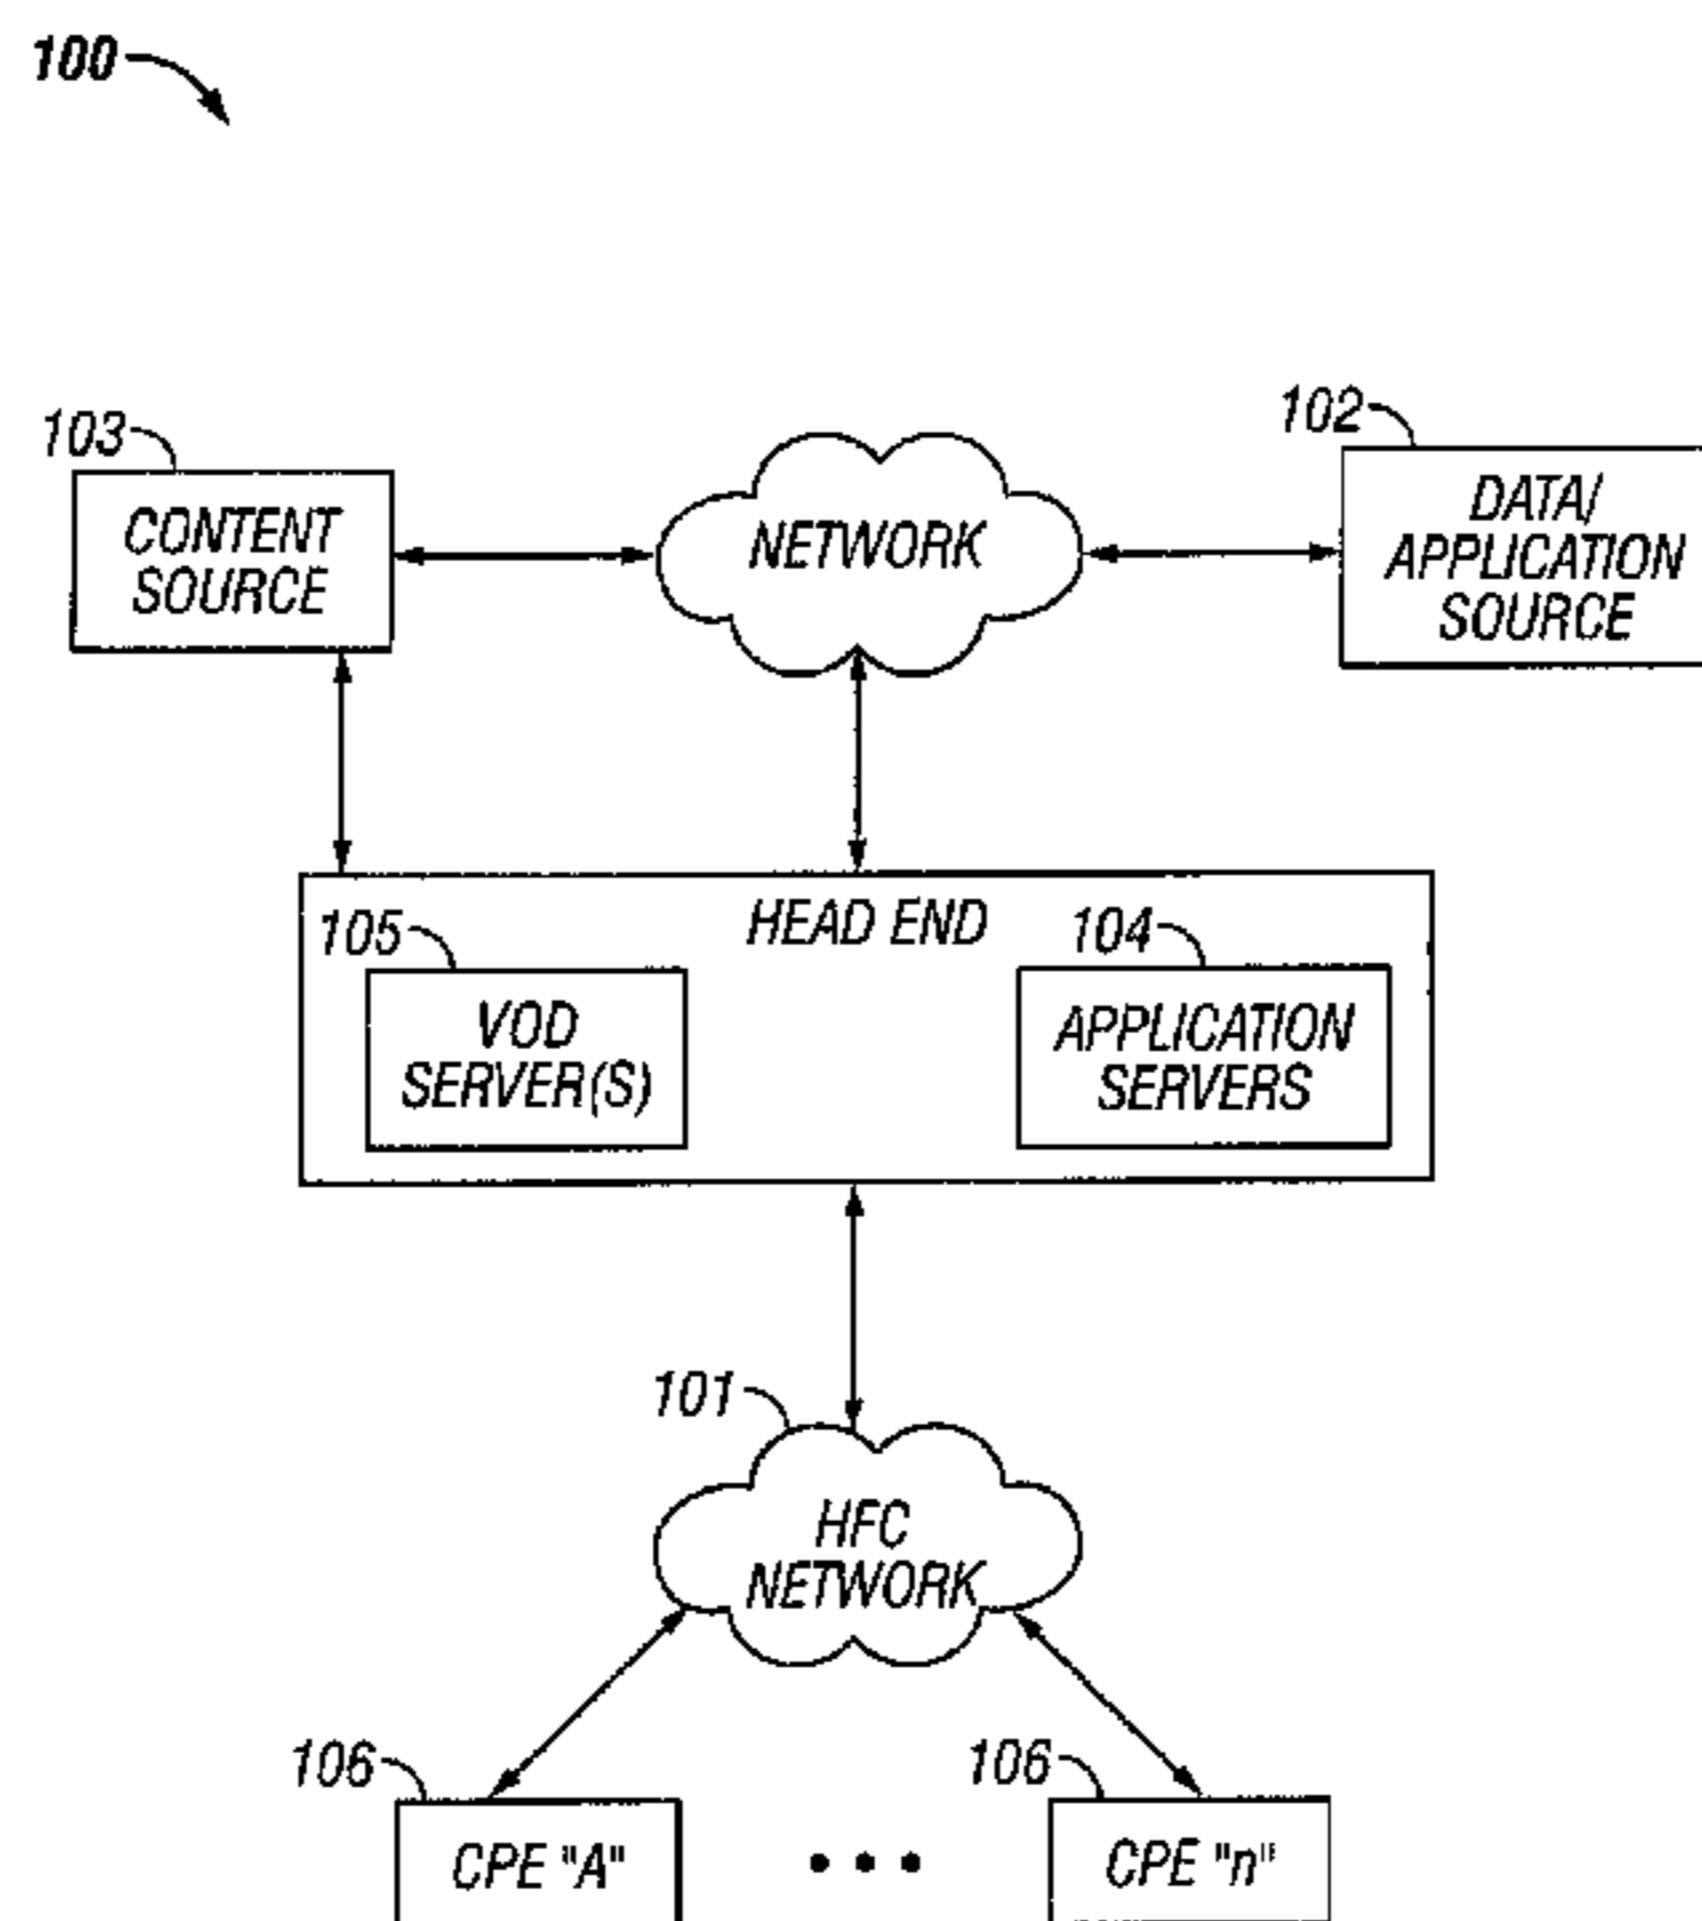 100
103
102
CONTENT
SOURCE
NETWORK
DATA/
APPLICATION
SOURCE
HEAD END
105
104
VOD
SERVER(S)
APPLICATION
SERVERS
101
HFC
NETWORK
106
106
CPE "A"
CPE "n"